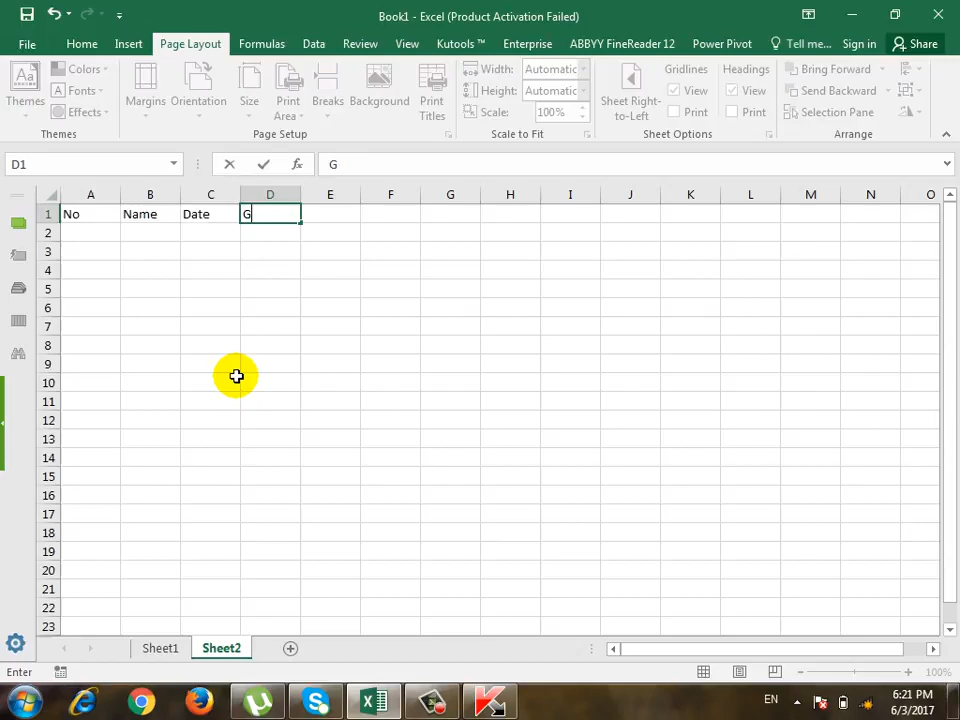 Book1 - Excel (Product Activation Failed)
File Home Insert Page Layout Formulas Data Review View Kutools ™ Enterprise ABBYY FineReader 12 Power Pivot Tell me... Sign in Share
Themes
Colors
Fonts
Effects
Themes
Margins
Orientation
Size
Print Area
Breaks
Background
Print Titles
Page Setup
Width: Automatic
Height: Automatic
Scale: 100%
Scale to Fit
Sheet Right-to-Left
Gridlines
View
Print
Headings
View
Print
Sheet Options
Bring Forward
Send Backward
Selection Pane
Arrange
D1 fx G
A B C D E F G H I J K L M N O
1 No Name Date G
2
3
4
5
6
7
8
9
10
11
12
13
14
15
16
17
18
19
20
21
22
23
Sheet1 Sheet2
Enter 100%
EN 6:21 PM
6/3/2017